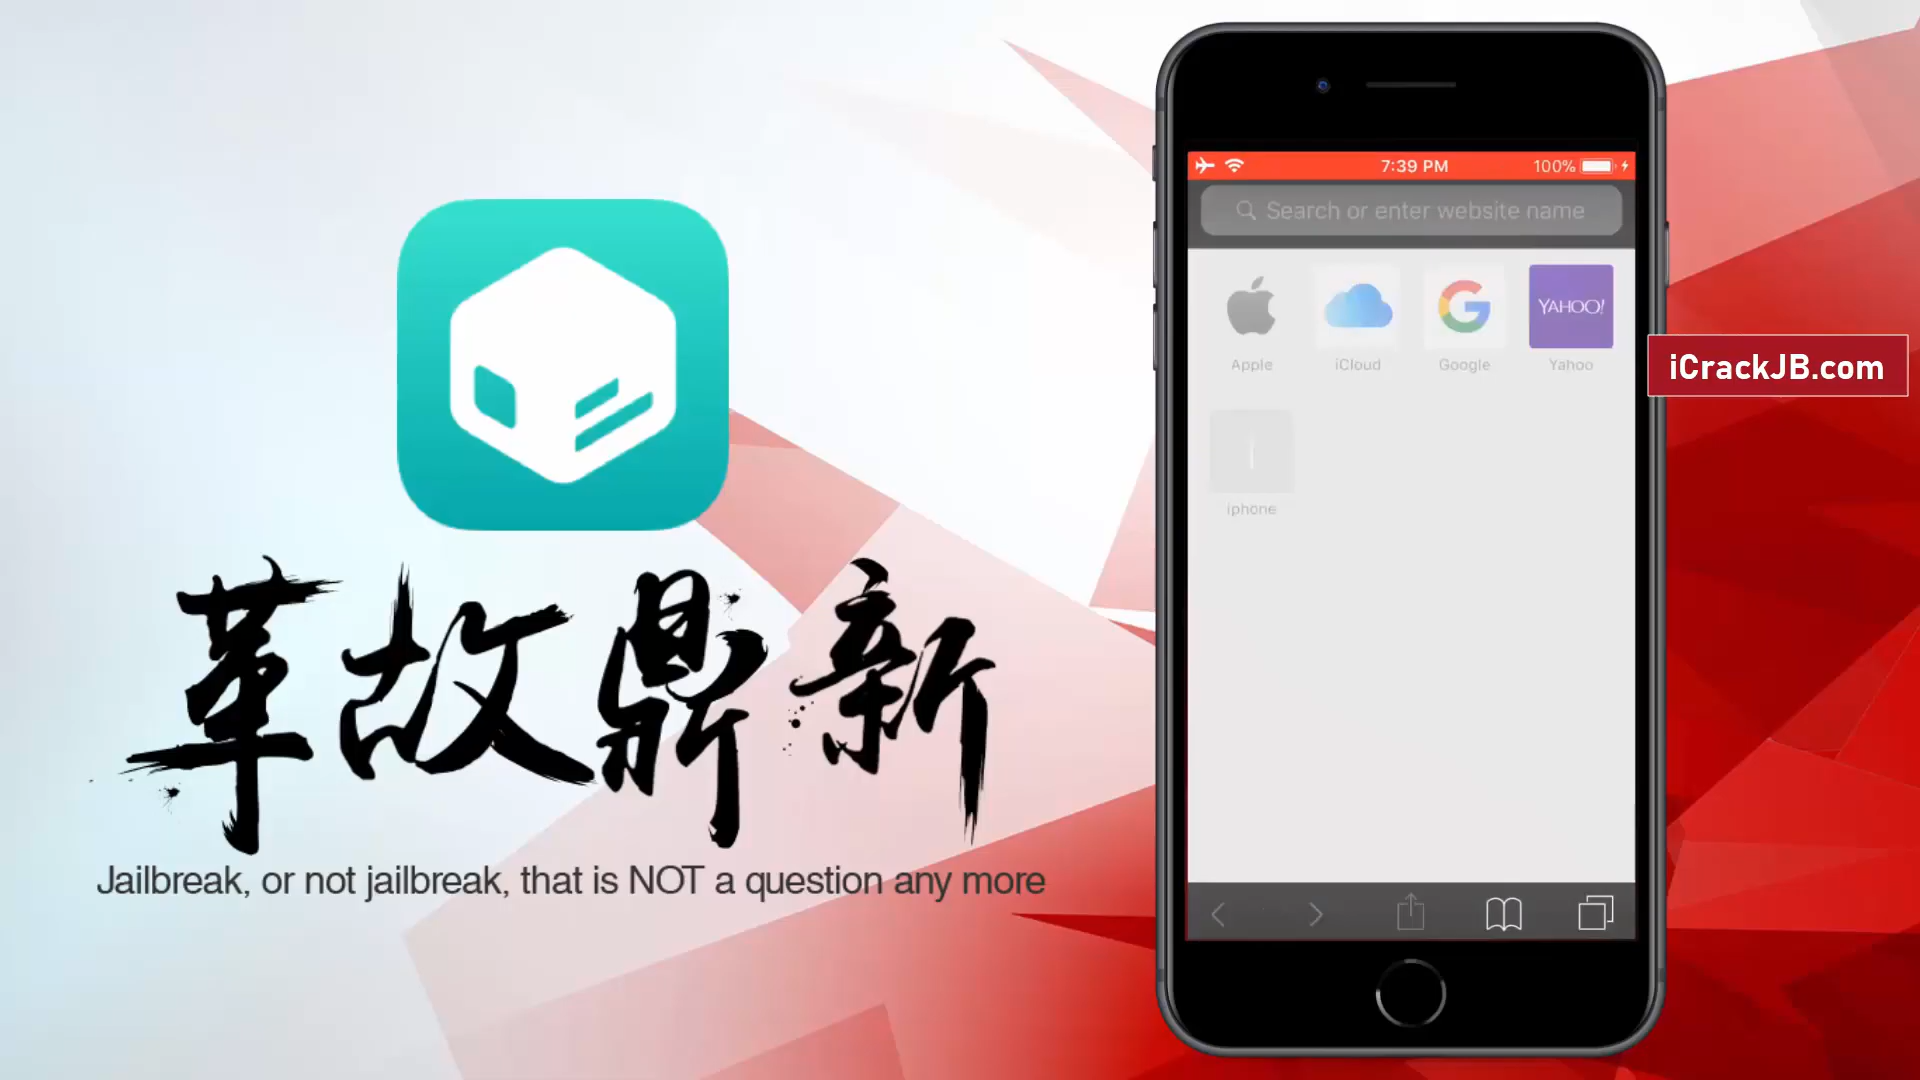 革故鼎新
Jailbreak, or not jailbreak, that is NOT a question any more
7:39 PM
100%
Search or enter website name
YAHOO!
Apple
iCloud
Google
Yahoo
I
iphone
iCrackJB.com